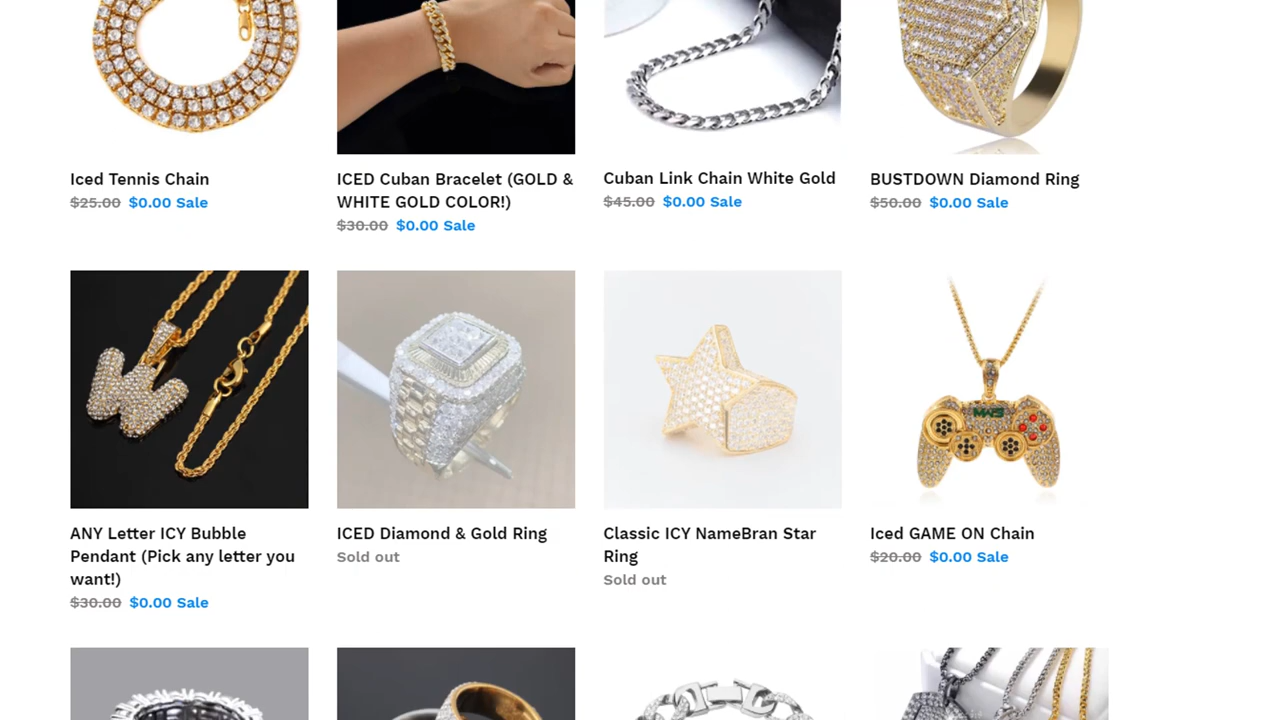 Iced Tennis Chain
$25.00 $0.00 Sale
ICED Cuban Bracelet (GOLD &
WHITE GOLD COLOR!)
$30.00 $0.00 Sale
Cuban Link Chain White Gold
$45.00 $0.00 Sale
BUSTDOWN Diamond Ring
$50.00 $0.00 Sale
ANY Letter ICY Bubble
Pendant (Pick any letter you
want!)
$30.00 $0.00 Sale
ICED Diamond & Gold Ring
Sold out
Classic ICY NameBran Star
Ring
Sold out
Iced GAME ON Chain
$20.00 $0.00 Sale